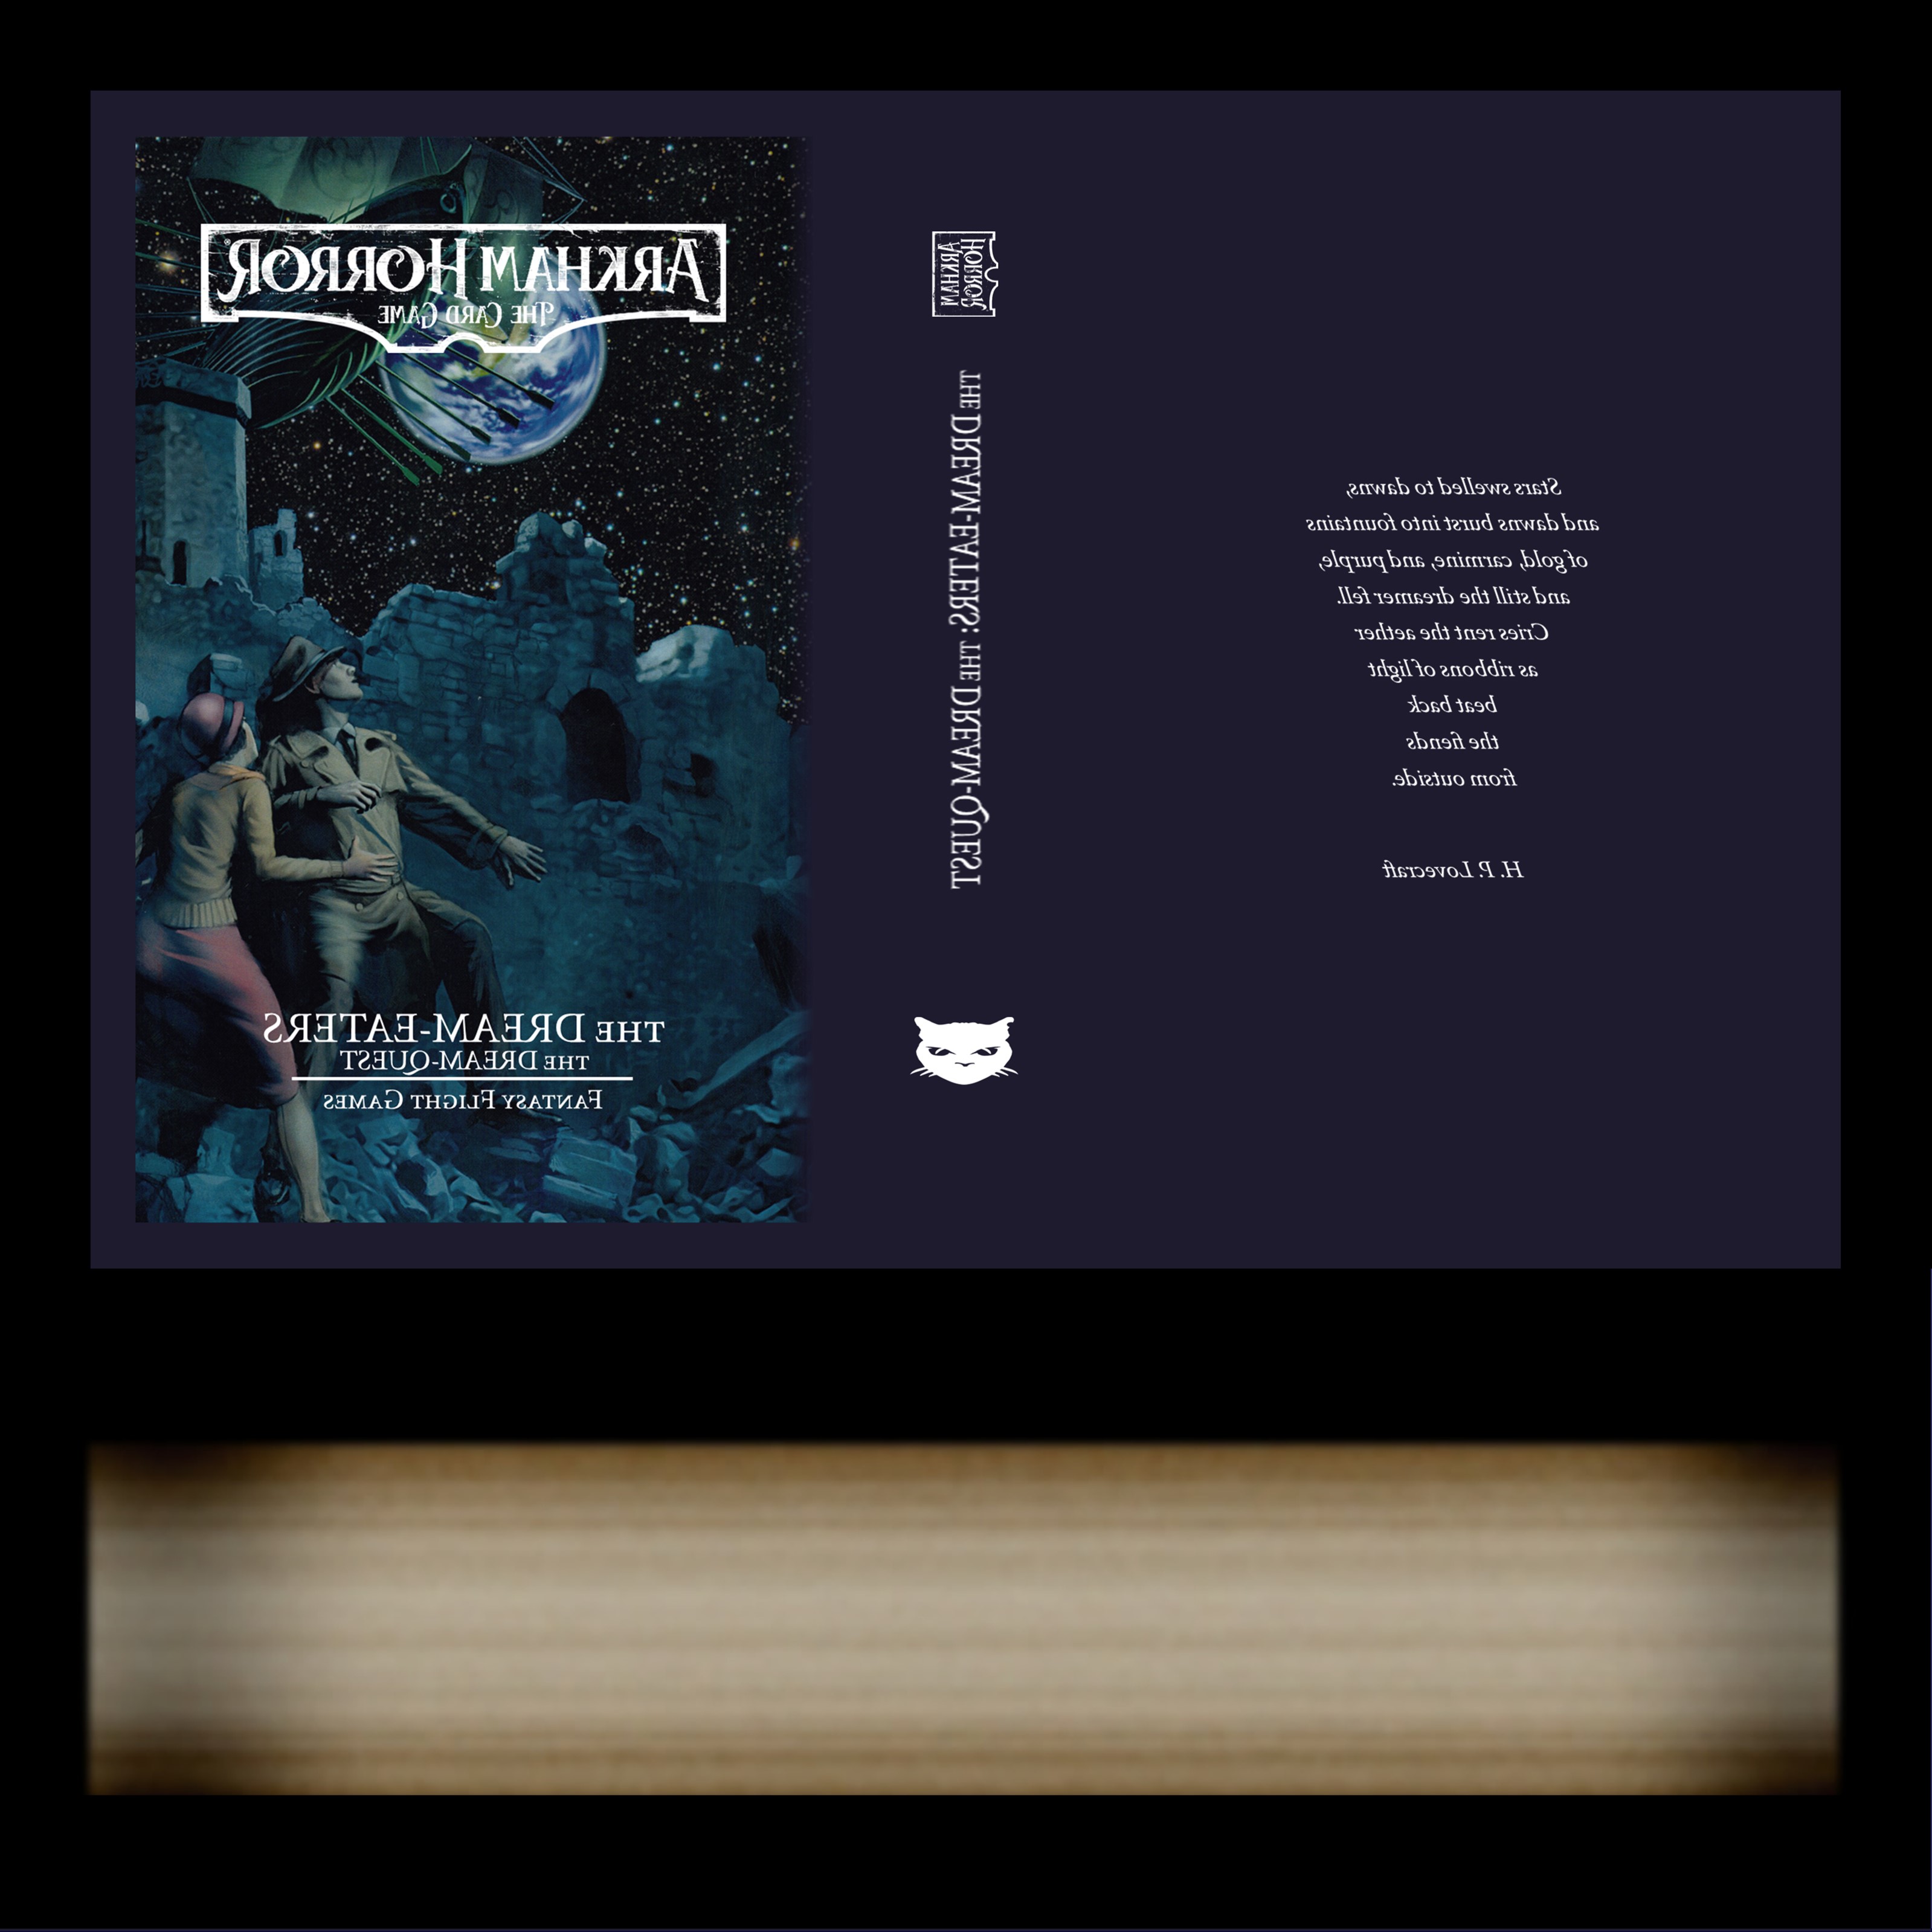 ARKHAM HORROR
THE CARD GAME
THE DREAM-EATERS
THE DREAM-QUEST
FANTASY FLIGHT GAMES
ARKHAM
HORROR
THE DREAM-EATERS: THE DREAM-QUEST
Stars swelled to dawns,
and dawns burst into fountains
of gold, carmine, and purple,
and still the dreamer fell.
Cries rent the aether
as ribbons of light
beat back
the fiends
from outside.
H. P. Lovecraft